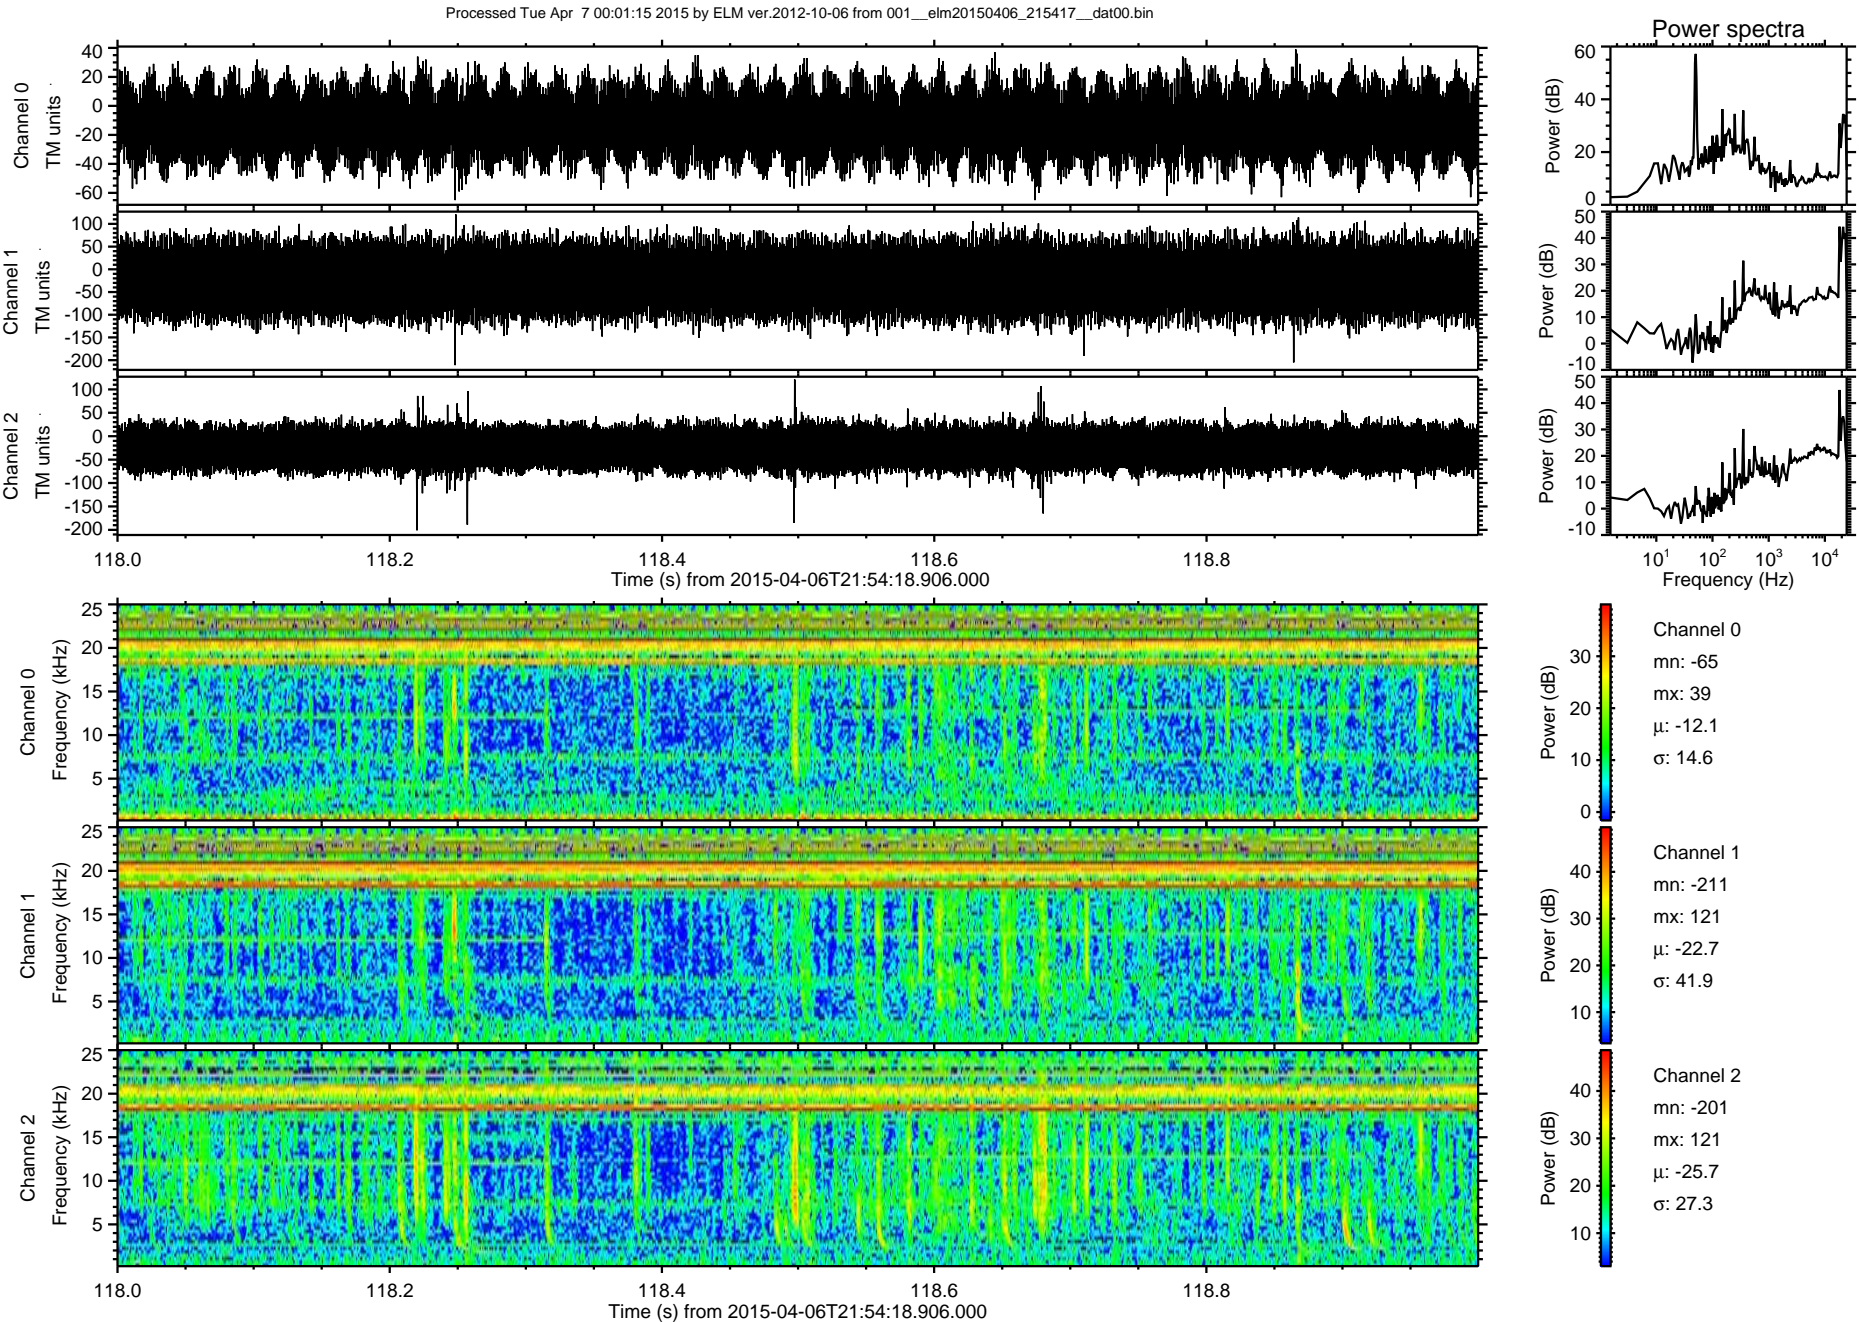 Processed Tue Apr 7 00:01:15 2015 by ELM ver.2012-10-06 from 001__elm20150406_215417__dat00.bin
Power spectra
Channel 0
TM units
40
20
0
-20
-40
-60
Power (dB)
60
40
20
0
Channel 1
TM units
100
50
0
-50
-100
-150
-200
Power (dB)
50
40
30
20
10
0
-10
Channel 2
TM units
100
50
0
-50
-100
-150
-200
Power (dB)
50
40
30
20
10
0
-10
118.0 118.2 118.4 118.6 118.8
Time (s) from 2015-04-06T21:54:18.906.000
10^1 10^2 10^3 10^4
Frequency (Hz)
Channel 0
Frequency (kHz)
25
20
15
10
5
Power (dB)
30
20
10
0
Channel 0
mn: -65
mx: 39
μ: -12.1
σ: 14.6
Channel 1
Frequency (kHz)
25
20
15
10
5
Power (dB)
40
30
20
10
Channel 1
mn: -211
mx: 121
μ: -22.7
σ: 41.9
Channel 2
Frequency (kHz)
25
20
15
10
5
Power (dB)
40
30
20
10
Channel 2
mn: -201
mx: 121
μ: -25.7
σ: 27.3
118.0 118.2 118.4 118.6 118.8
Time (s) from 2015-04-06T21:54:18.906.000